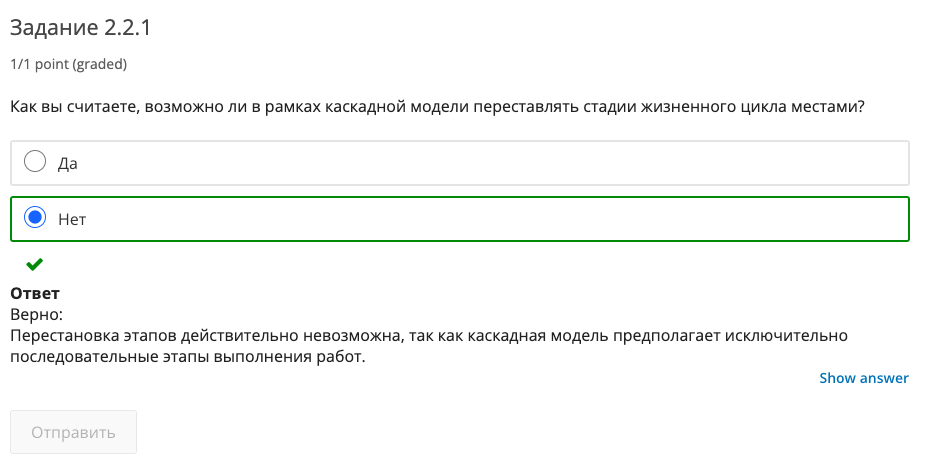 Задание 2.2.1
1/1 point (graded)
Как вы считаете, возможно ли в рамках каскадной модели переставлять стадии жизненного цикла местами?
Да
Нет
Ответ
Верно:
Перестановка этапов действительно невозможна, так как каскадная модель предполагает исключительно
последовательные этапы выполнения работ.
Show answer
Отправить